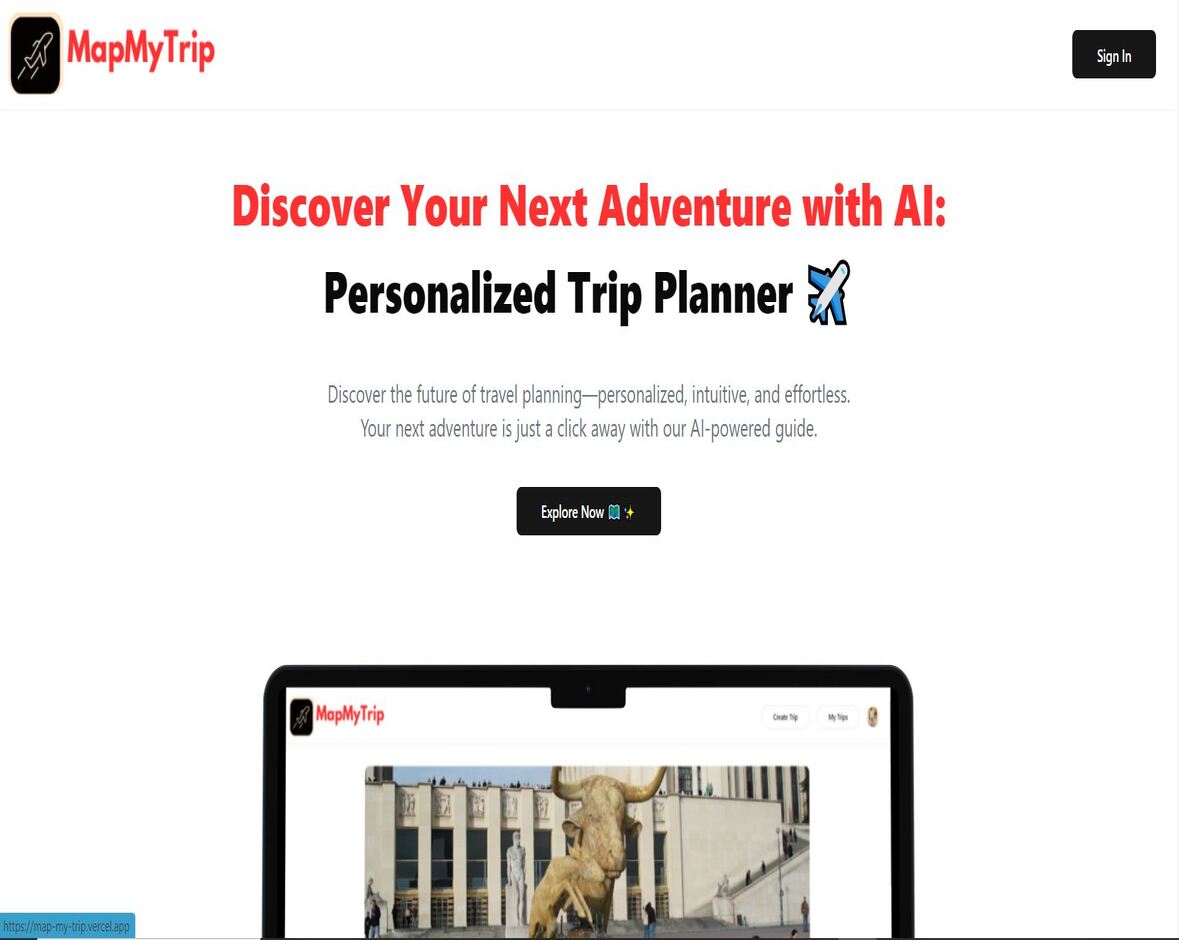 MapMyTrip
Sign In
Discover Your Next Adventure with AI:
Personalized Trip Planner ✈️
Discover the future of travel planning—personalized, intuitive, and effortless.
Your next adventure is just a click away with our AI-powered guide.
Explore Now 🗺️✨
MapMyTrip
Create Trip
My Trips
https://map-my-trip.vercel.app